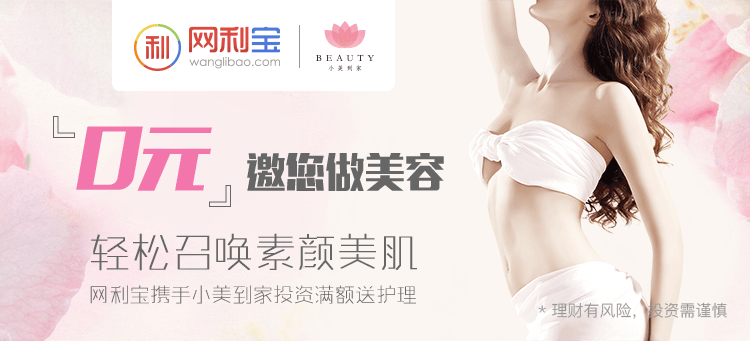 利 网利宝
wanglibao.com
BEAUTY
小美到家
『0元』邀您做美容
轻松召唤素颜美肌
网利宝携手小美到家投资满额送护理
* 理财有风险，投资需谨慎